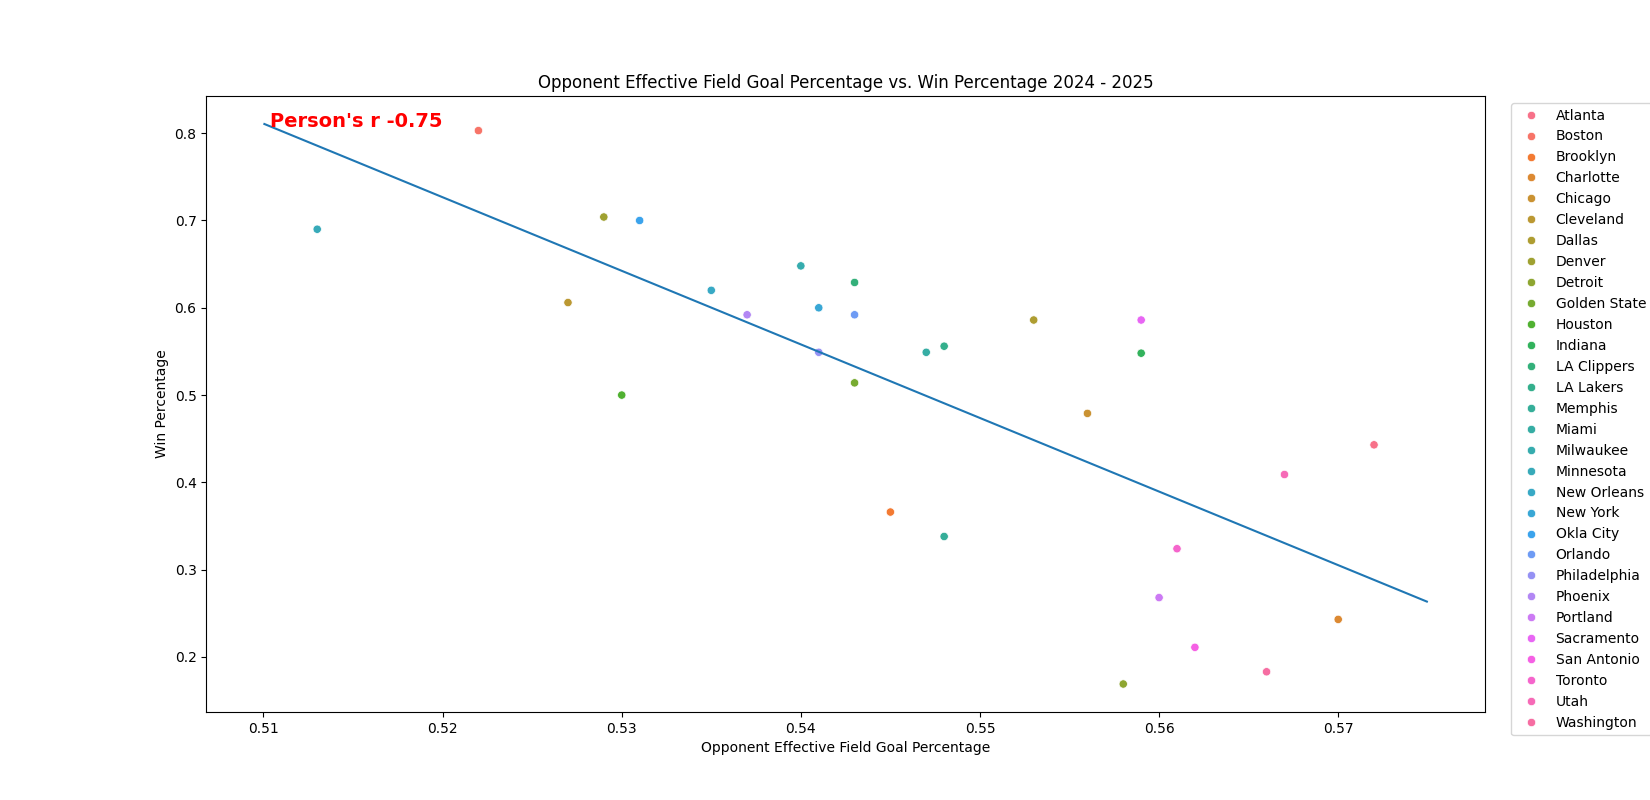 Opponent Effective Field Goal Percentage vs. Win Percentage 2024 - 2025
Person's r -0.75
Win Percentage
0.8
0.7
0.6
0.5
0.4
0.3
0.2
0.51 0.52 0.53 0.54 0.55 0.56 0.57
Opponent Effective Field Goal Percentage
Atlanta
Boston
Brooklyn
Charlotte
Chicago
Cleveland
Dallas
Denver
Detroit
Golden State
Houston
Indiana
LA Clippers
LA Lakers
Memphis
Miami
Milwaukee
Minnesota
New Orleans
New York
Okla City
Orlando
Philadelphia
Phoenix
Portland
Sacramento
San Antonio
Toronto
Utah
Washington